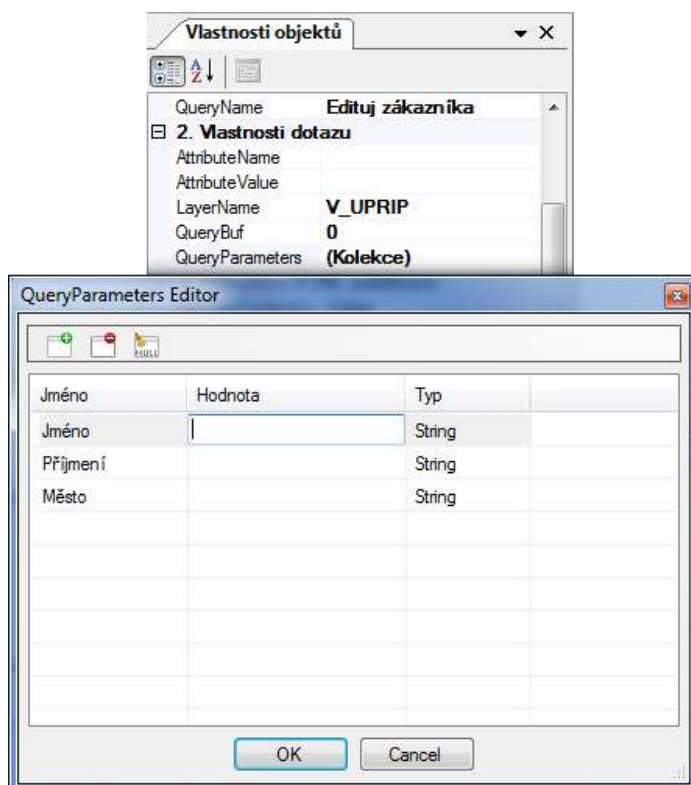 Vlastnosti objektů
QueryName Edituj zákazníka
2. Vlastnosti dotazu
AttributeName
AttributeValue
LayerName V_UPRIP
QueryBuf 0
QueryParameters (Kolekce)
QueryParameters Editor
NULL
Jméno Hodnota Typ
Jméno String
Příjmení String
Město String
OK Cancel